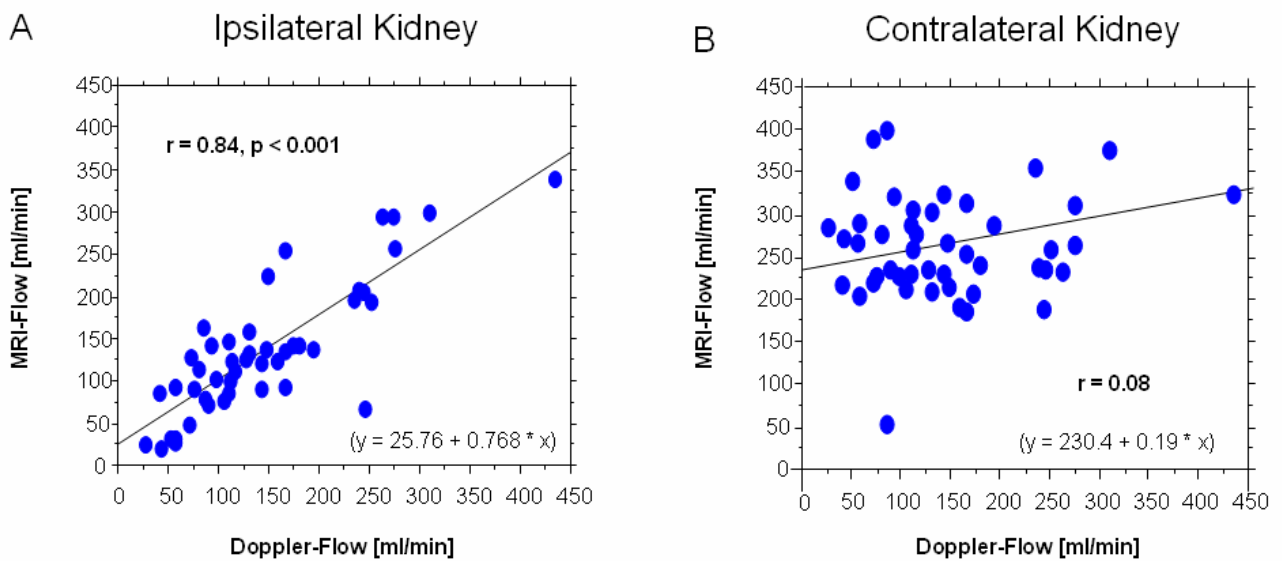 A
Ipsilateral Kidney
MRI-Flow [ml/min]
450
400
350
300
250
200
150
100
50
0
r = 0.84, p < 0.001
(y = 25.76 + 0.768 * x)
0 50 100 150 200 250 300 350 400 450
Doppler-Flow [ml/min]
B
Contralateral Kidney
MRI-Flow [ml/min]
450
400
350
300
250
200
150
100
50
0
r = 0.08
(y = 230.4 + 0.19 * x)
0 50 100 150 200 250 300 350 400 450
Doppler-Flow [ml/min]